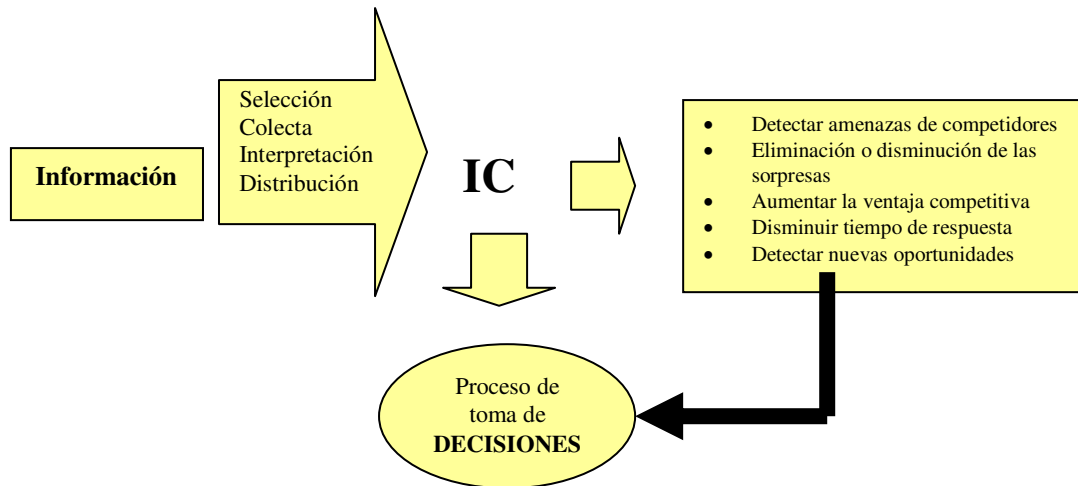 Información
Selección
Colecta
Interpretación
Distribución
IC
• Detectar amenazas de competidores
• Eliminación o disminución de las
sorpresas
• Aumentar la ventaja competitiva
• Disminuir tiempo de respuesta
• Detectar nuevas oportunidades
Proceso de
toma de
DECISIONES